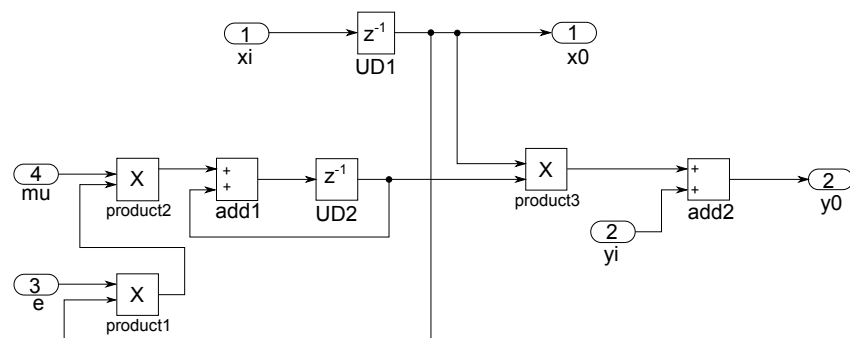 1
xi
z-1
UD1
1
x0
4
mu
X
product2
+
+
add1
z-1
UD2
X
product3
+
+
add2
2
y0
2
yi
3
e
X
product1